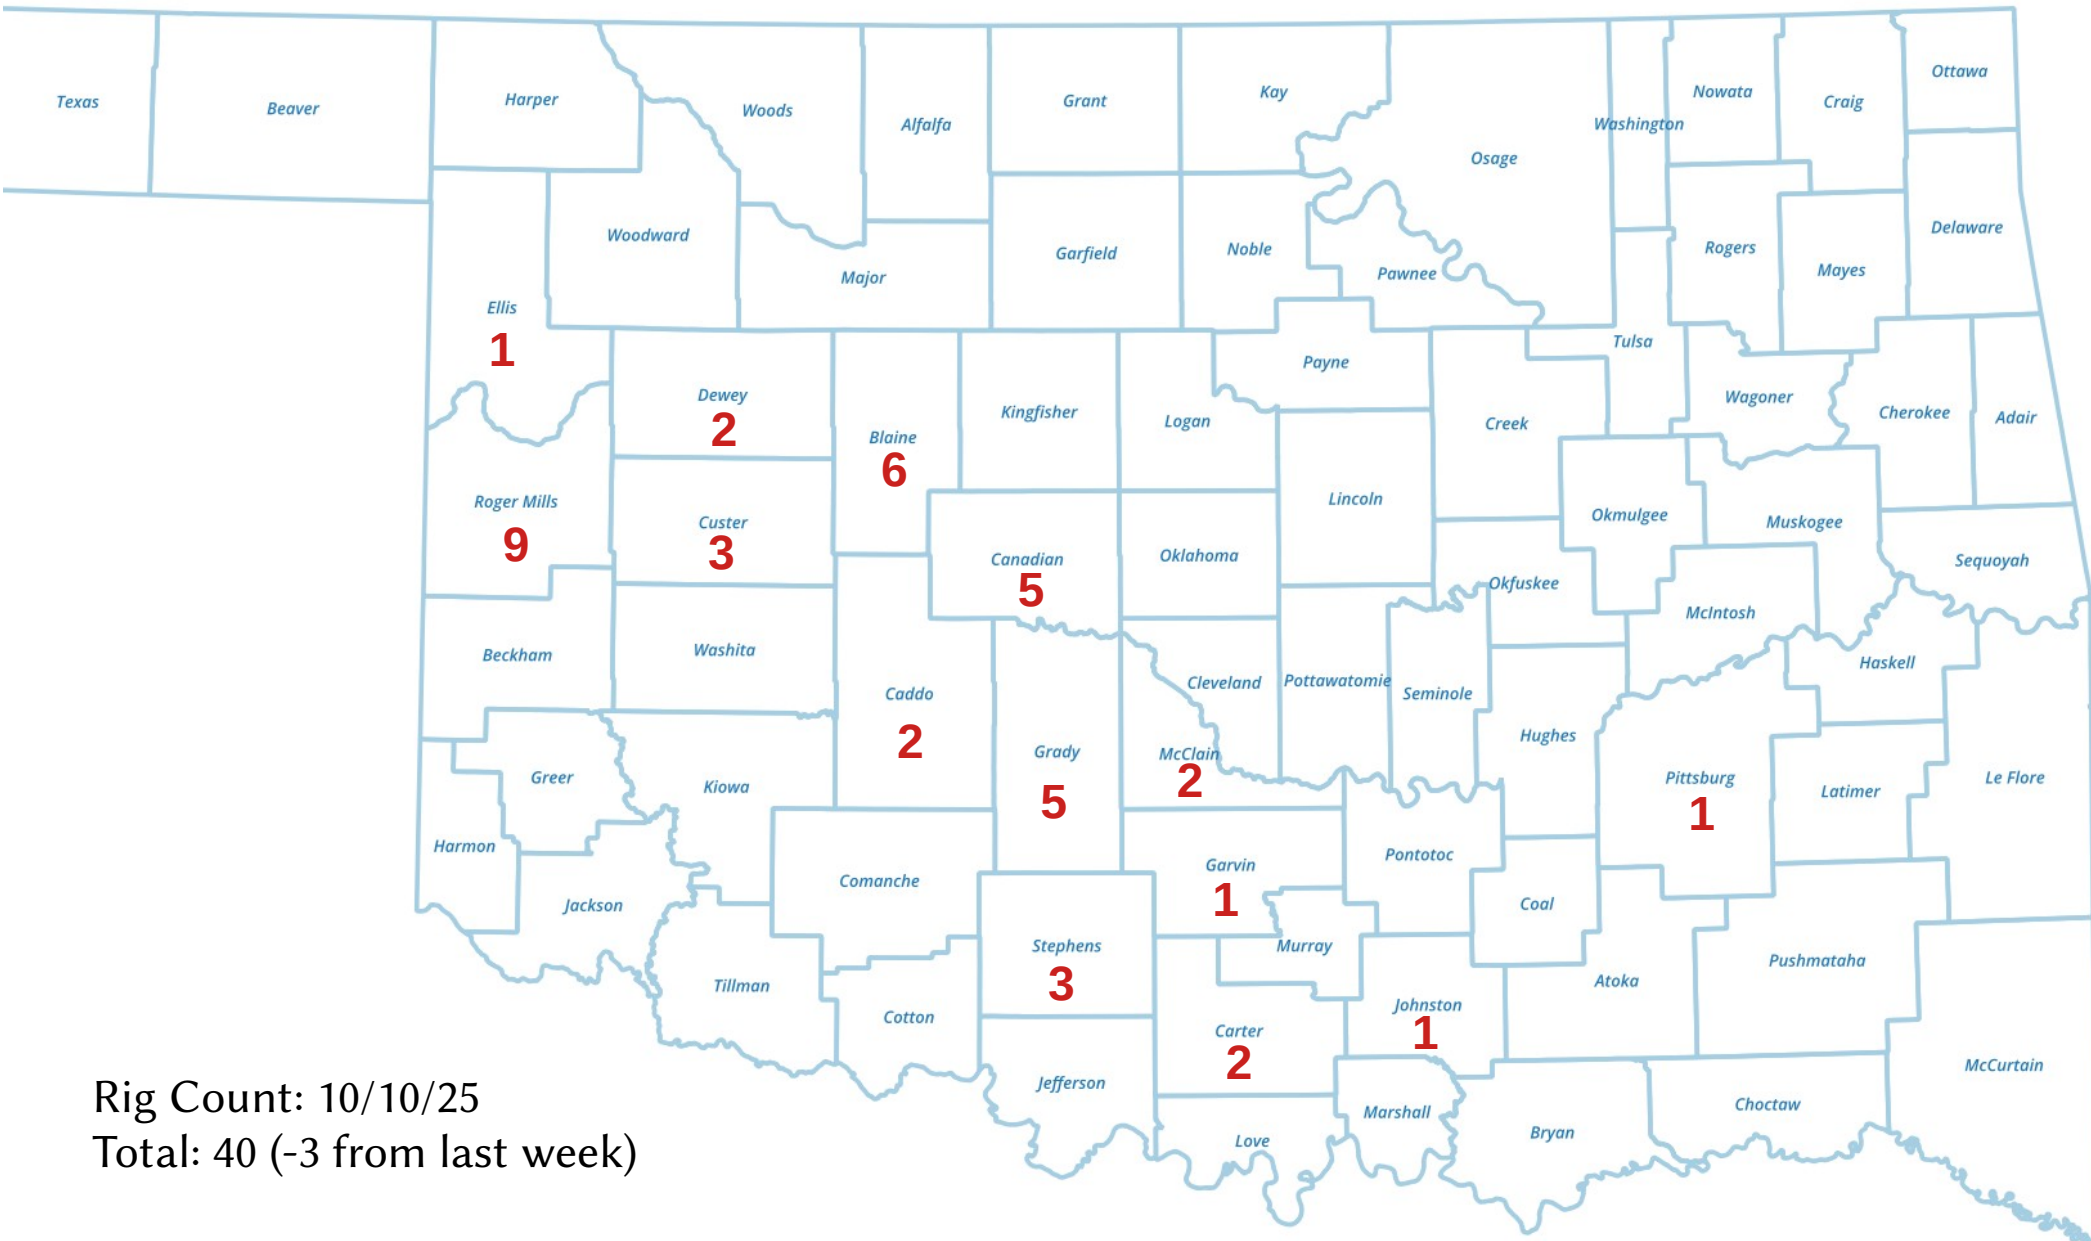 Texas
Beaver
Harper
Woods
Alfalfa
Grant
Kay
Osage
Washington
Nowata
Craig
Ottawa
Woodward
Major
Garfield
Noble
Pawnee
Rogers
Mayes
Delaware
Ellis
1
Dewey
2
Blaine
6
Kingfisher
Logan
Payne
Creek
Tulsa
Wagoner
Cherokee
Adair
Roger Mills
9
Custer
3
Canadian
5
Oklahoma
Lincoln
Okmulgee
Muskogee
Sequoyah
Okfuskee
McIntosh
Beckham
Washita
Caddo
2
Grady
5
Cleveland
Pottawatomie
Seminole
Hughes
Haskell
McClain
2
Pittsburg
1
Latimer
Le Flore
Greer
Kiowa
Harmon
Jackson
Comanche
Garvin
1
Pontotoc
Coal
Murray
Stephens
3
Tillman
Cotton
Carter
2
Johnston
1
Atoka
Pushmataha
Jefferson
Love
Marshall
Bryan
Choctaw
McCurtain
Rig Count: 10/10/25
Total: 40 (-3 from last week)